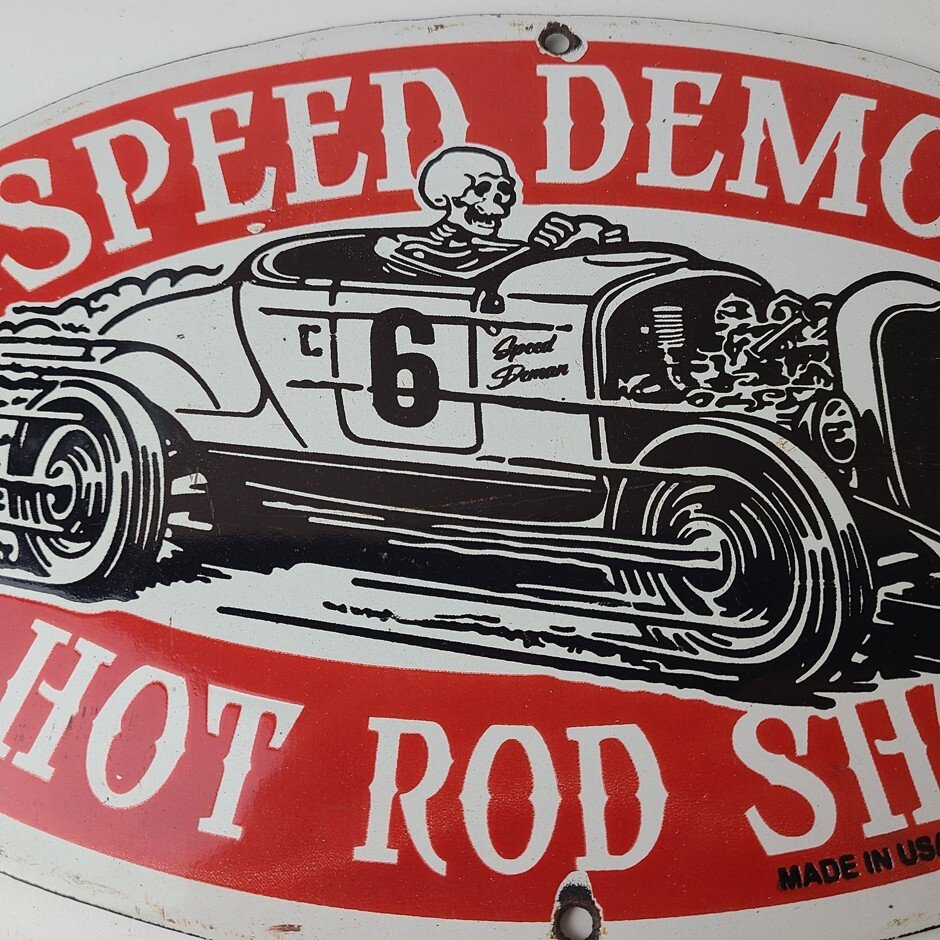 SPEED DEMO
C
6
Speed
Demon
HOT ROD SH
MADE IN USA